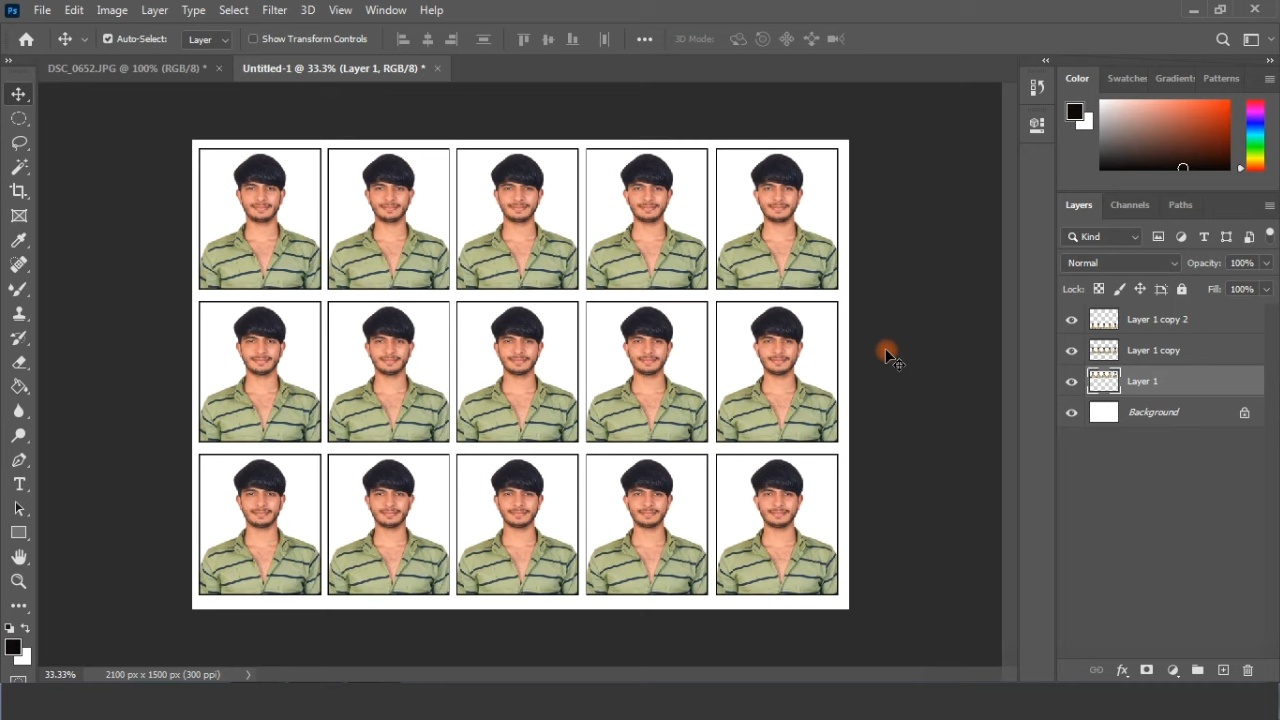 Ps File Edit Image Layer Type Select Filter 3D View Window Help
Auto-Select: Layer Show Transform Controls ••• 3D Mode:
DSC_0652.JPG @ 100% (RGB/8) * × Untitled-1 @ 33.3% (Layer 1, RGB/8) * ×
Color Swatches Gradients Patterns
Layers Channels Paths
Kind
Normal Opacity: 100%
Lock: Fill: 100%
Layer 1 copy 2
Layer 1 copy
Layer 1
Background
33.33% 2100 px x 1500 px (300 ppi)